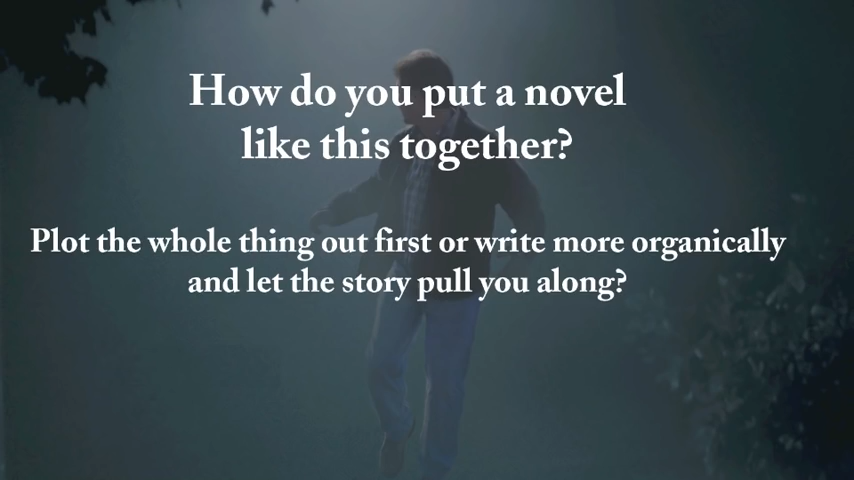 How do you put a novel
like this together?
Plot the whole thing out first or write more organically
and let the story pull you along?